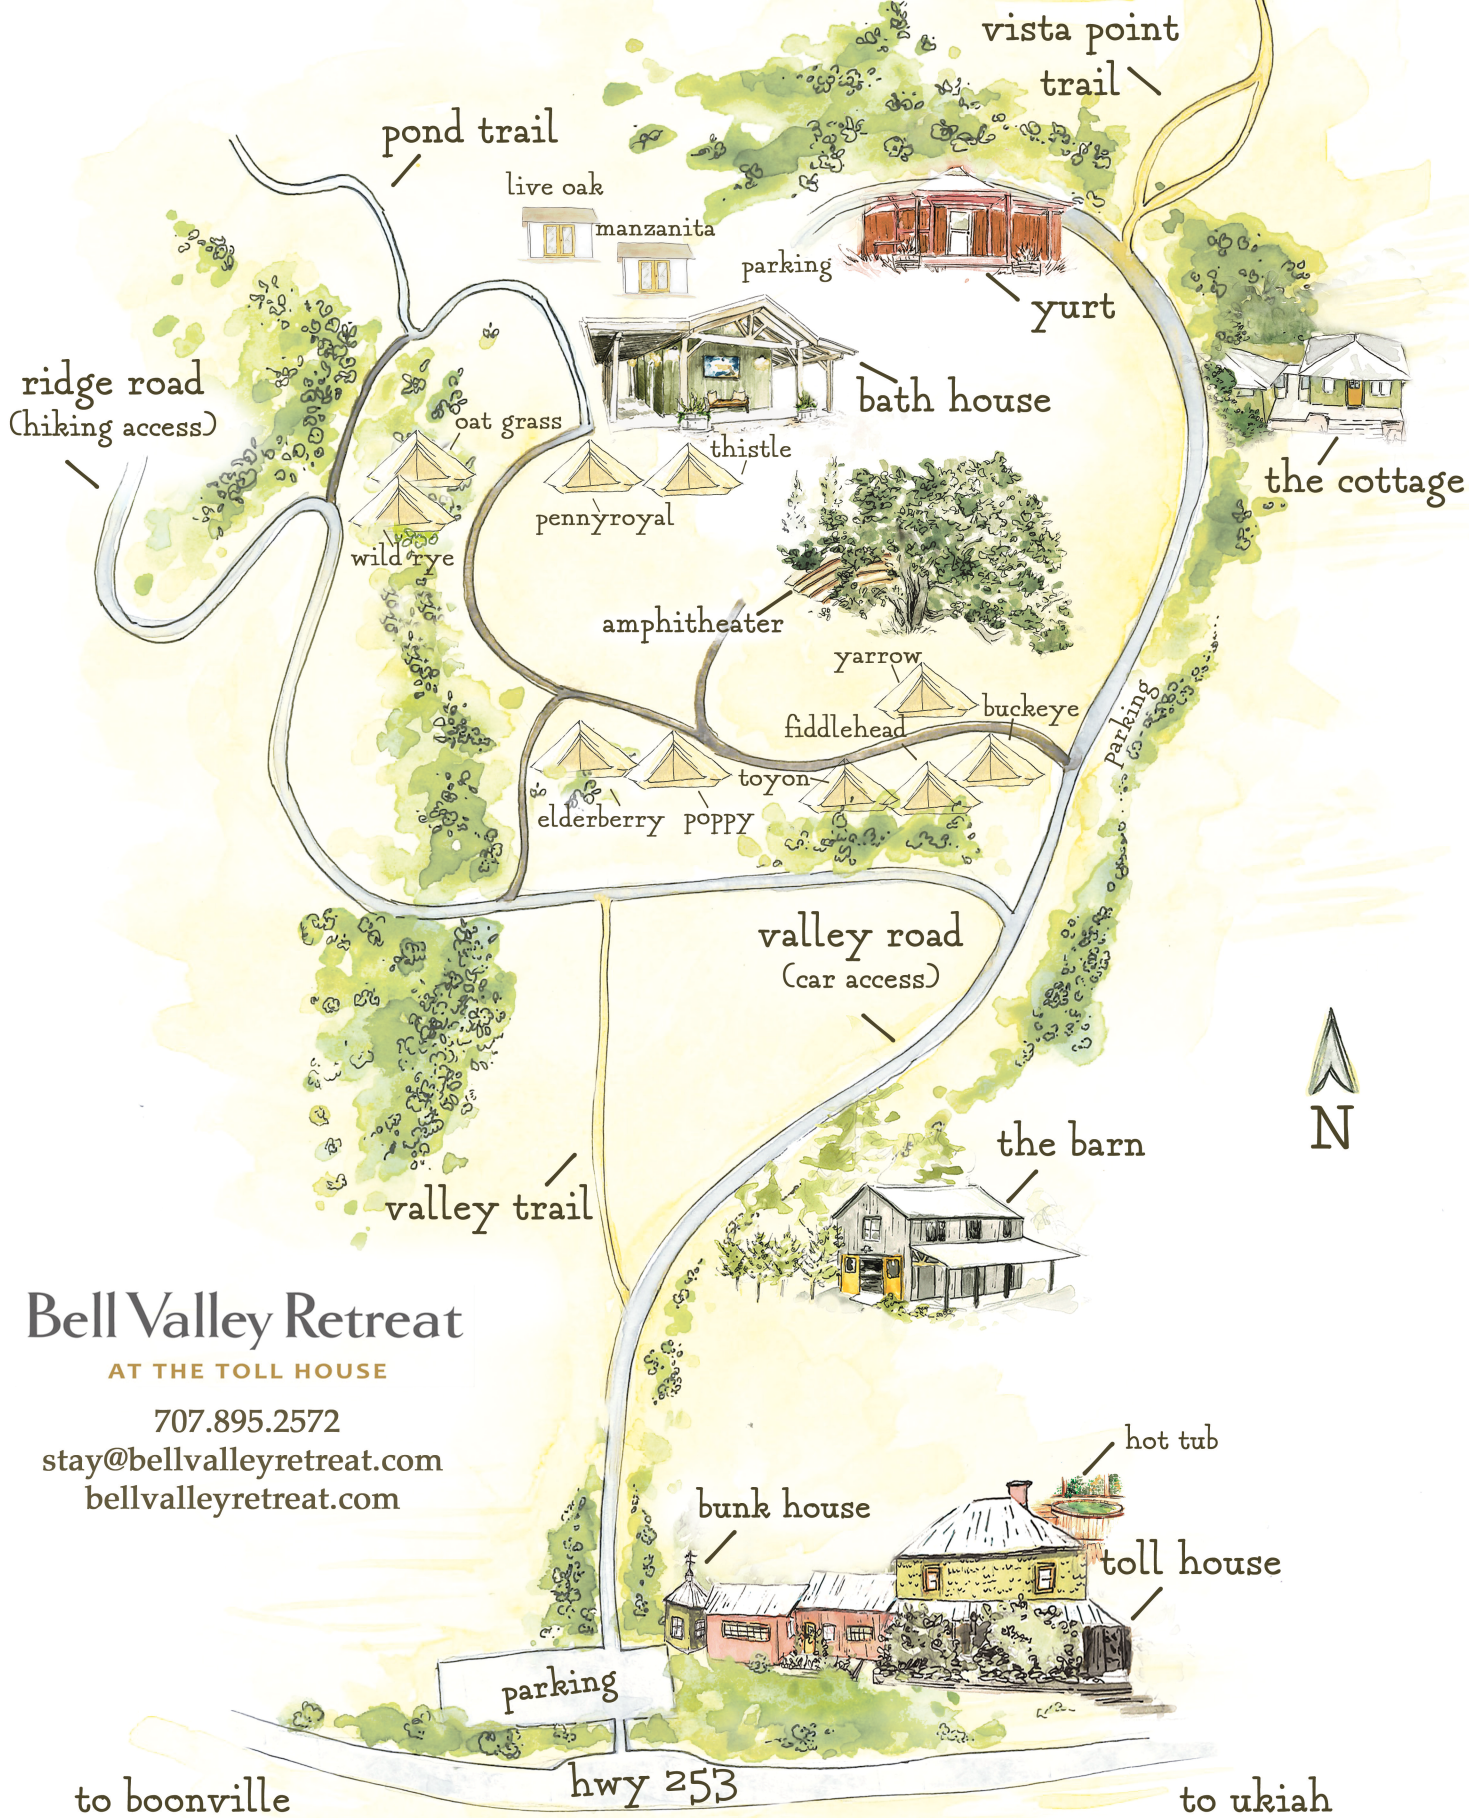 vista point
trail
pond trail
live oak
manzanita
parking
yurt
ridge road
(hiking access)
bath house
oat grass
thistle
the cottage
pennyroyal
wild rye
amphitheater
yarrow
buckeye
parking
fiddlehead
toyon
elderberry
poppy
valley road
(car access)
N
the barn
valley trail
Bell Valley Retreat
AT THE TOLL HOUSE
707.895.2572
stay@bellvalleyretreat.com
bellvalleyretreat.com
hot tub
bunk house
toll house
parking
hwy 253
to boonville
to ukiah